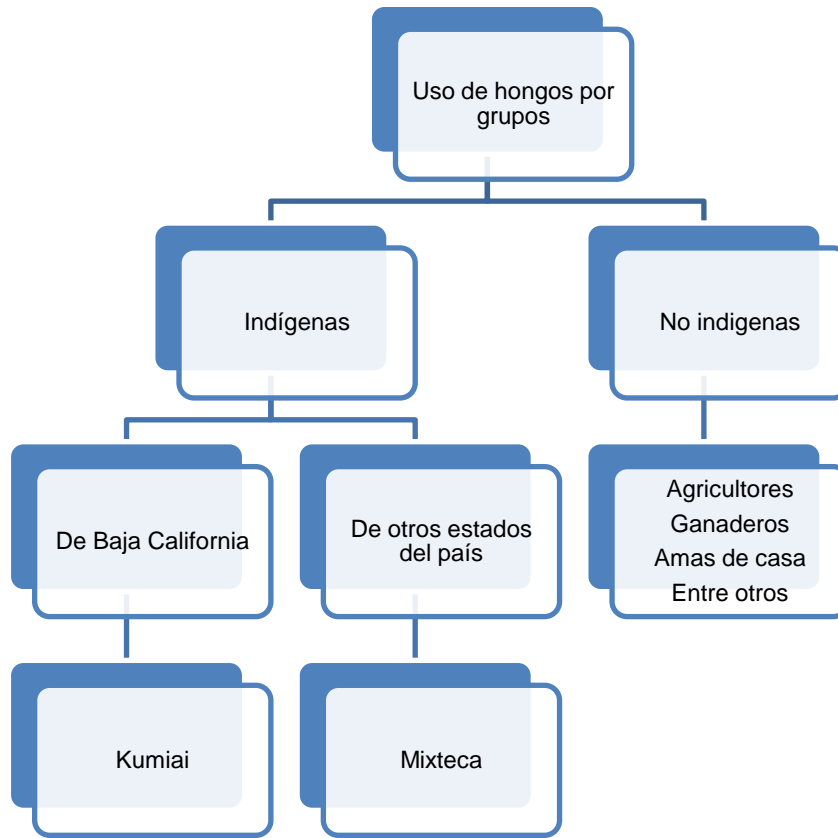 Uso de hongos por
grupos
Indígenas
No indigenas
De Baja California
De otros estados
del país
Agricultores
Ganaderos
Amas de casa
Entre otros
Kumiai
Mixteca